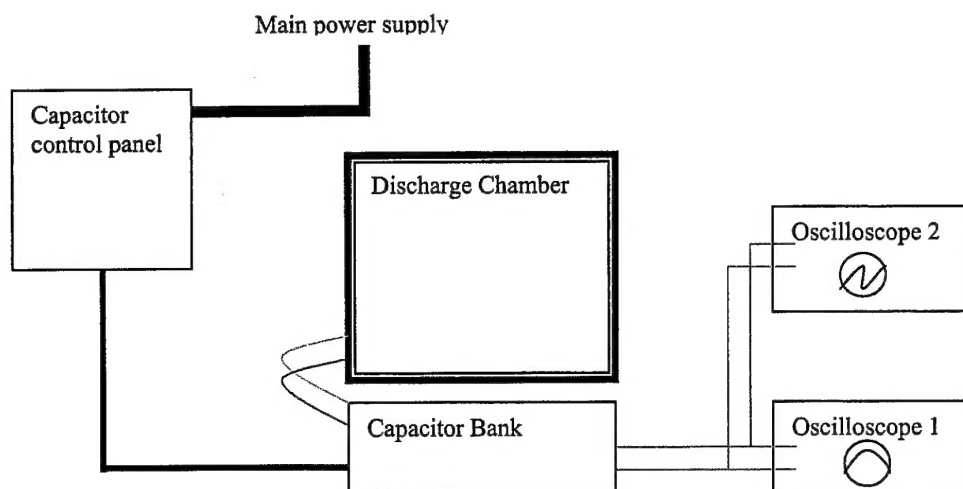 Main power supply
Capacitor
control panel
Discharge Chamber
Oscilloscope 2
Capacitor Bank
Oscilloscope 1